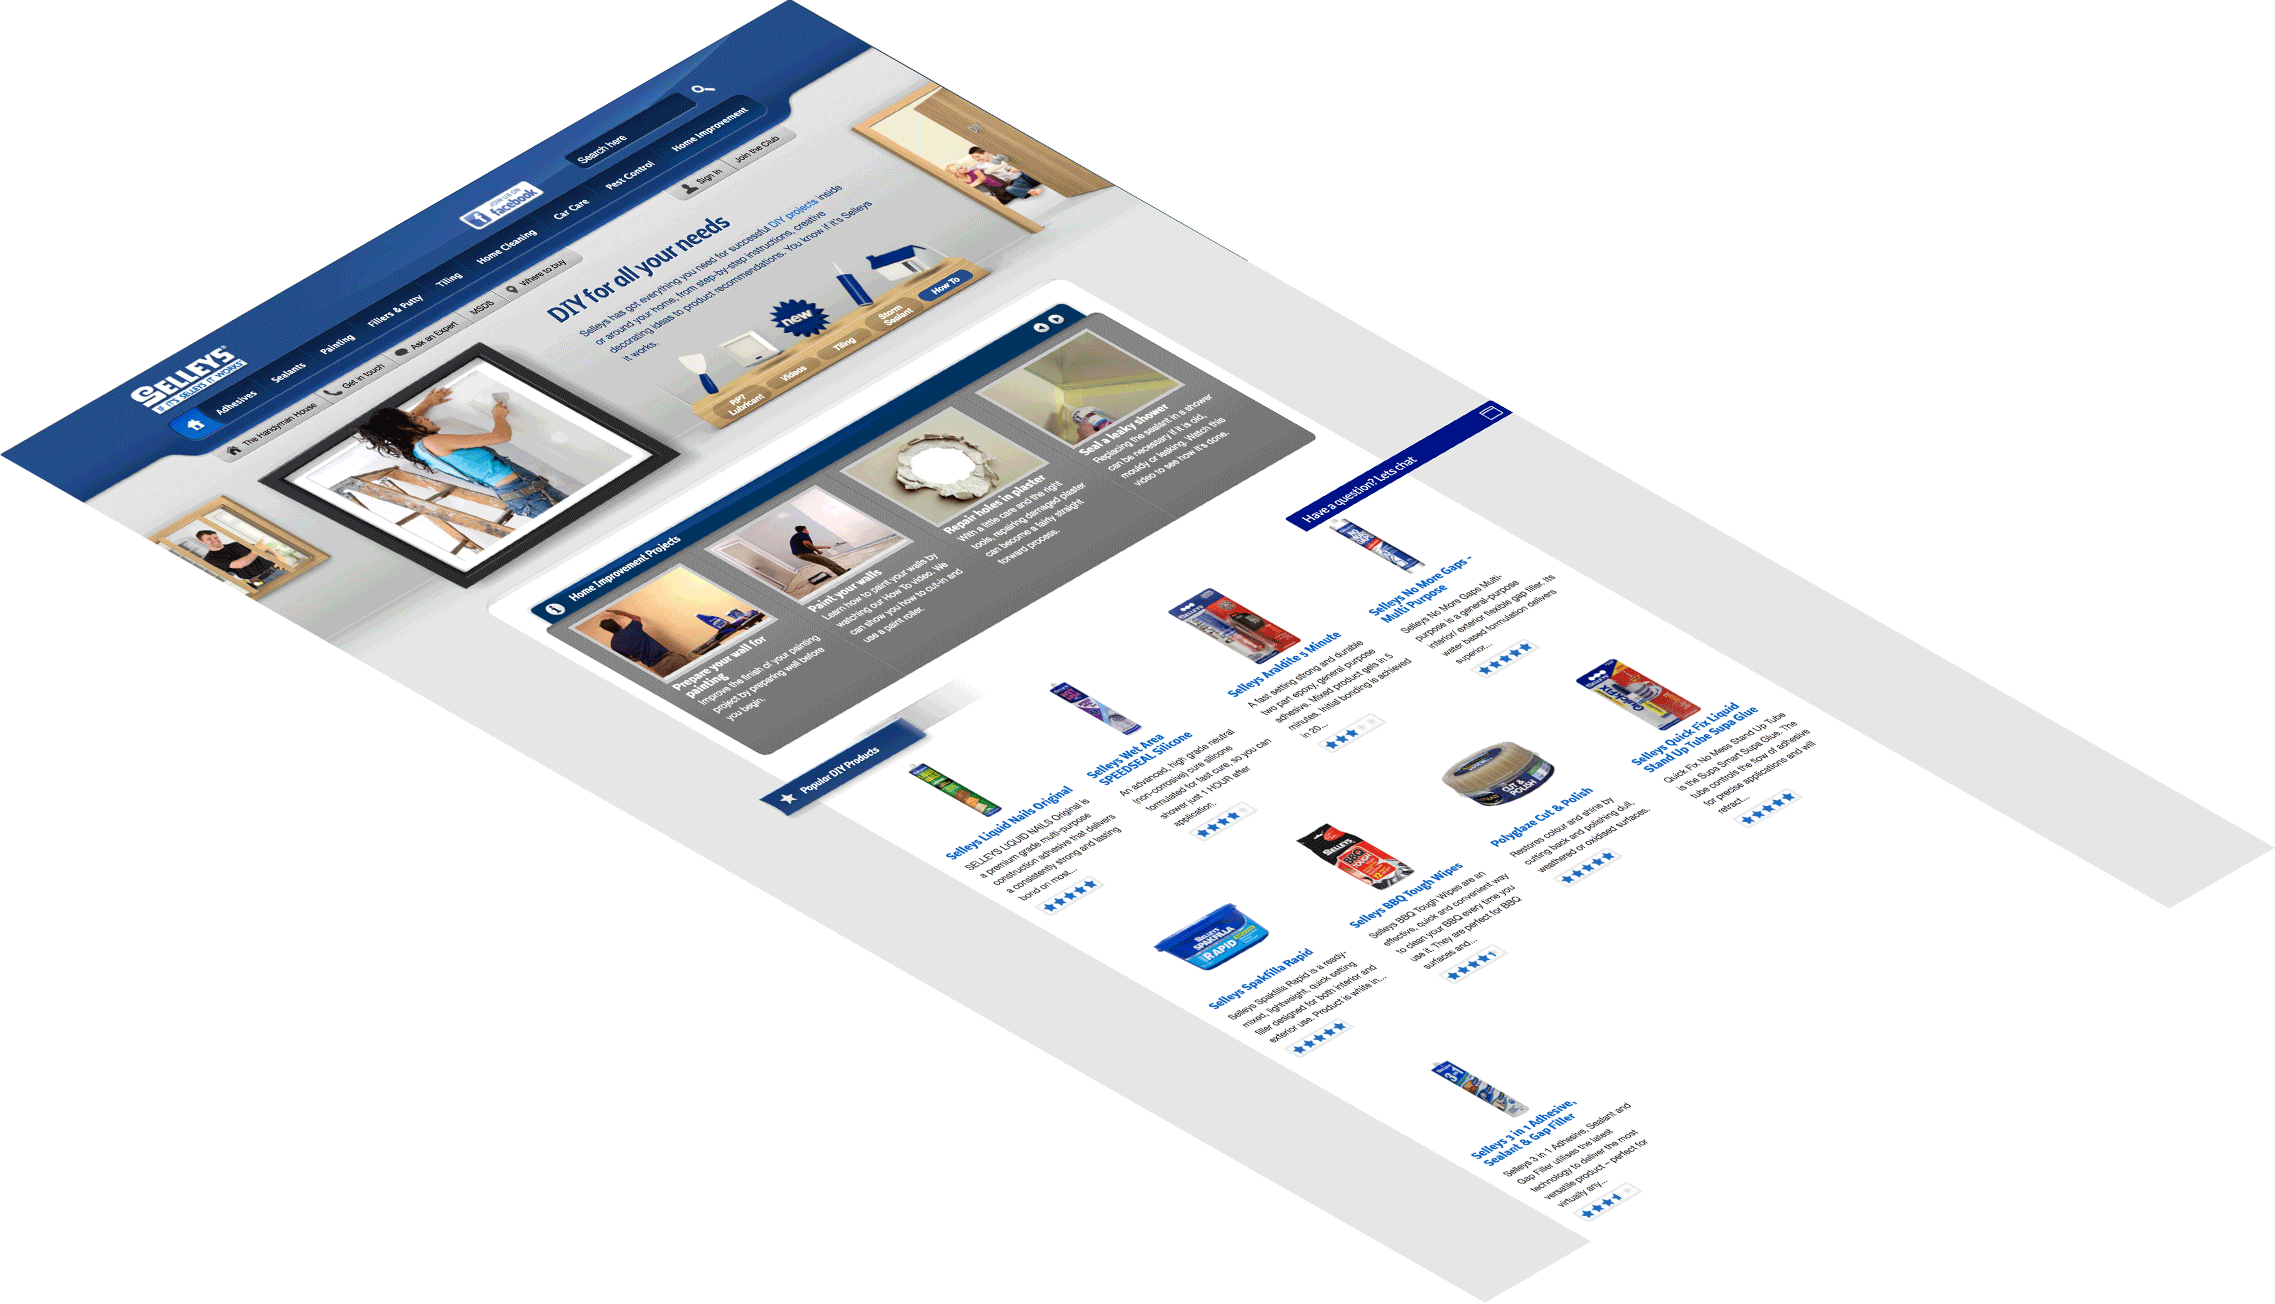 Search here
JOIN US ON
facebook
SELLEYS®
IF IT'S SELLEYS IT WORKS
Adhesives
Sealants
Painting
Fillers & Putty
Tiling
Home Cleaning
Car Care
Pest Control
Home Improvement
The Handyman House
Get in touch
Ask an Expert
MSDS
Where to buy
Sign In
Join the Club
DIY for all your needs
Selleys has got everything you need for successful DIY projects inside
or around your home, from step-by-step instructions, creative
decorating ideas to product recommendations. You know if it's Selleys
it works.
new
RP7
Lubricant
Videos
Tiling
Storm
Sealant
How To
Home Improvement Projects
Prepare your wall for
painting
Improve the finish of your painting
project by preparing wall before
you begin.
Paint your walls
Learn how to paint your walls by
watching our How To video. We
can show you how to cut-in and
use a paint roller.
Repair holes in plaster
With a little care and the right
tools, repairing damaged plaster
can become a fairly straight
forward process.
Seal a leaky shower
Replacing the sealant in a shower
can be necessary if it is old,
mouldy or leaking. Watch this
video to see how it's done.
Have a question? Lets chat
Popular DIY Products
Selleys Liquid Nails Original
SELLEYS LIQUID NAILS Original is
a premium grade multi-purpose
construction adhesive that delivers
a consistently strong and lasting
bond on most....
Selleys Wet Area
SPEEDSEAL Silicone
An advanced, high grade neutral
(non-corrosive) cure silicone
formulated for fast cure, so you can
shower just 1 HOUR after
application.
Selleys Araldite 5 Minute
A fast setting strong and durable
two part epoxy, general purpose
adhesive. Mixed product gels in 5
minutes. Initial bonding is achieved
in 20...
Selleys No More Gaps -
Multi Purpose
Selleys No More Gaps Multi-
purpose is a general-purpose
interior/ exterior flexible gap filler. Its
water based formulation delivers
superior...
SELLEYS
SPAKFILLA
RAPID
Selleys Spakfilla Rapid
Selleys Spakfilla Rapid is a ready-
mixed, lightweight, quick setting
filler designed for both interior and
exterior use. Product is white in...
SELLEYS
BBQ
TOUGH
Selleys BBQ Tough Wipes
Selleys BBQ Tough Wipes are an
effective, quick and convenient way
to clean your BBQ every time you
use it. They are perfect for BBQ
surfaces and...
CUT &
POLISH
Polyglaze Cut & Polish
Restores colour and shine by
cutting back and polishing dull,
weathered or oxidised surfaces.
SELLEYS
QuickFIX
Selleys Quick Fix Liquid
Stand Up Tube Supa Glue
Quick Fix No Mess Stand Up Tube
is the Supa Smart Supa Glue. The
tube controls the flow of adhesive
for precise applications and will
refract...
3in1
Selleys 3 in 1 Adhesive,
Sealant & Gap Filler
Selleys 3 in 1 Adhesive, Sealant and
Gap Filler utilises the latest
technology to deliver the most
versatile product – perfect for
virtually any...